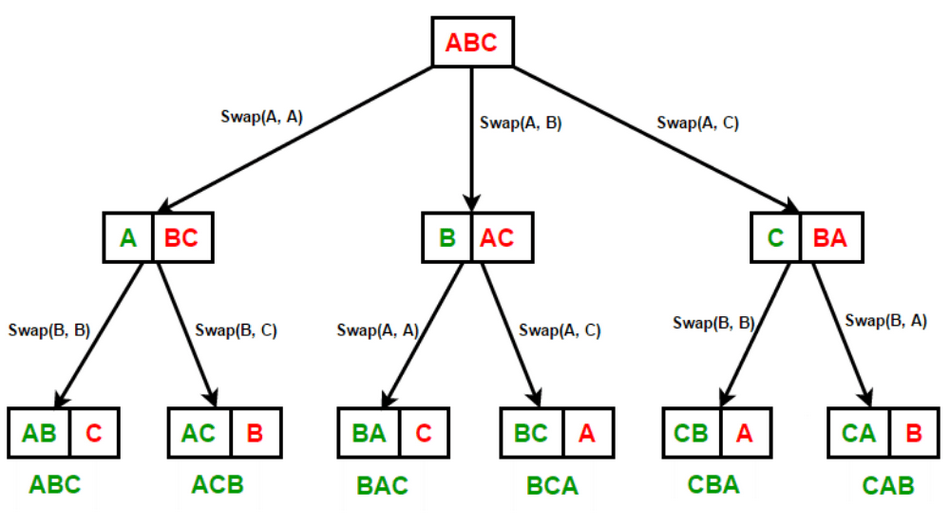 ABC
Swap(A, A) Swap(A, B) Swap(A, C)
A BC B AC C BA
Swap(B, B) Swap(B, C) Swap(A, A) Swap(A, C) Swap(B, B) Swap(B, A)
AB C AC B BA C BC A CB A CA B
ABC ACB BAC BCA CBA CAB